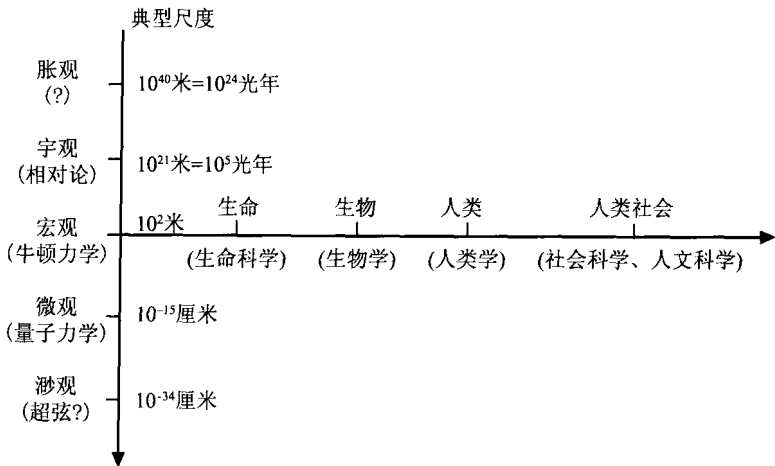 典型尺度
胀观
(?)
10⁴⁰米=10²⁴光年
宇观
(相对论)
10²¹米=10⁵光年
宏观
(牛顿力学)
10²米
生命
生物
人类
人类社会
(生命科学)
(生物学)
(人类学)
(社会科学、人文科学)
微观
(量子力学)
10⁻¹⁵厘米
渺观
(超弦?)
10⁻³⁴厘米